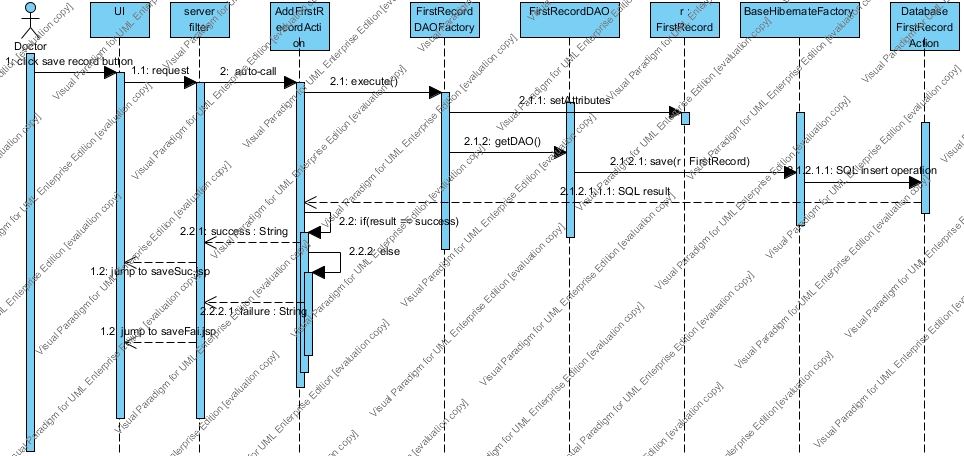 Doctor
UI
server
filter
AddFirstR
ecordActi
on
FirstRecord
DAOFactory
FirstRecordDAO
r :
FirstRecord
BaseHibernateFactory
Database
FirstRecord
Action
1: click save record button
1.1: request
2: auto-call
2.1: execute()
2.1.1: setAttributes
2.1.2: getDAO()
2.1.2.1: save(r : FirstRecord)
2.1.2.1.1: SQL insert operation
2.1.2.1.1.1: SQL result
2.2: if(result == success)
2.2.1: success : String
2.2.2: else
1.2: jump to saveSuc.jsp
2.2.2.1: failure : String
1.2: jump to saveFai.jsp
Visual Paradigm for UML Enterprise Edition [evaluation copy]